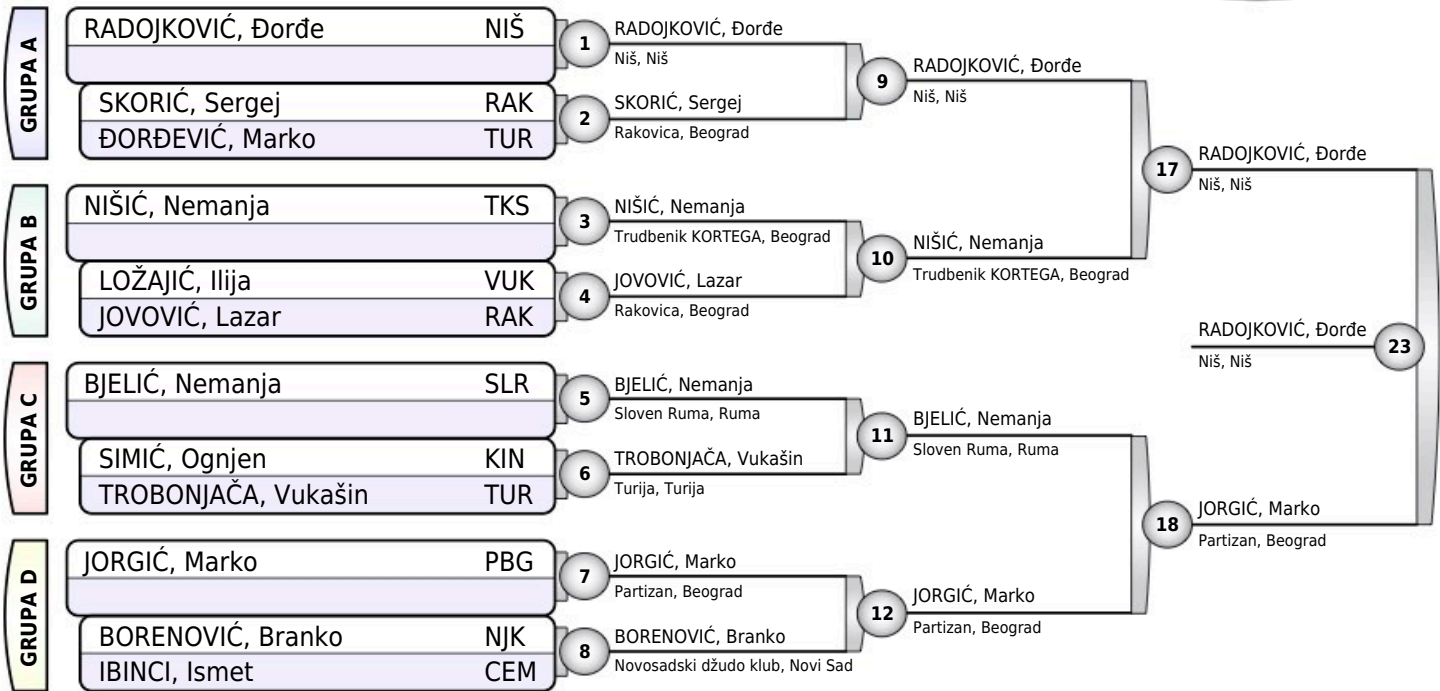 GRUPA A
RADOJKOVIĆ, Đorđe NIŠ
SKORIĆ, Sergej RAK
ĐORĐEVIĆ, Marko TUR
GRUPA B
NIŠIĆ, Nemanja TKS
LOŽAJIĆ, Ilija VUK
JOVOVIĆ, Lazar RAK
GRUPA C
BJELIĆ, Nemanja SLR
SIMIĆ, Ognjen KIN
TROBONJAČA, Vukašin TUR
GRUPA D
JORGIĆ, Marko PBG
BORENOVIĆ, Branko NJK
IBINCI, Ismet CEM
1
RADOJKOVIĆ, Đorđe
Niš, Niš
2
SKORIĆ, Sergej
Rakovica, Beograd
3
NIŠIĆ, Nemanja
Trudbenik KORTEGA, Beograd
4
JOVOVIĆ, Lazar
Rakovica, Beograd
5
BJELIĆ, Nemanja
Sloven Ruma, Ruma
6
TROBONJAČA, Vukašin
Turija, Turija
7
JORGIĆ, Marko
Partizan, Beograd
8
BORENOVIĆ, Branko
Novosadski džudo klub, Novi Sad
9
RADOJKOVIĆ, Đorđe
Niš, Niš
10
NIŠIĆ, Nemanja
Trudbenik KORTEGA, Beograd
11
BJELIĆ, Nemanja
Sloven Ruma, Ruma
12
JORGIĆ, Marko
Partizan, Beograd
17
RADOJKOVIĆ, Đorđe
Niš, Niš
18
JORGIĆ, Marko
Partizan, Beograd
RADOJKOVIĆ, Đorđe
Niš, Niš
23